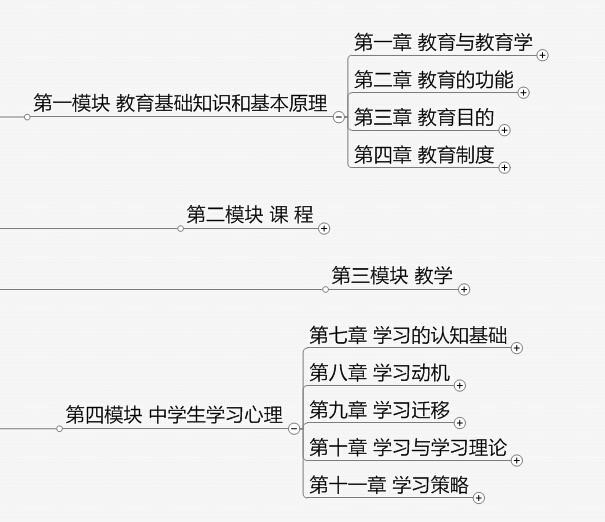 第一模块 教育基础知识和基本原理
第一章 教育与教育学
第二章 教育的功能
第三章 教育目的
第四章 教育制度
第二模块 课 程
第三模块 教学
第四模块 中学生学习心理
第七章 学习的认知基础
第八章 学习动机
第九章 学习迁移
第十章 学习与学习理论
第十一章 学习策略